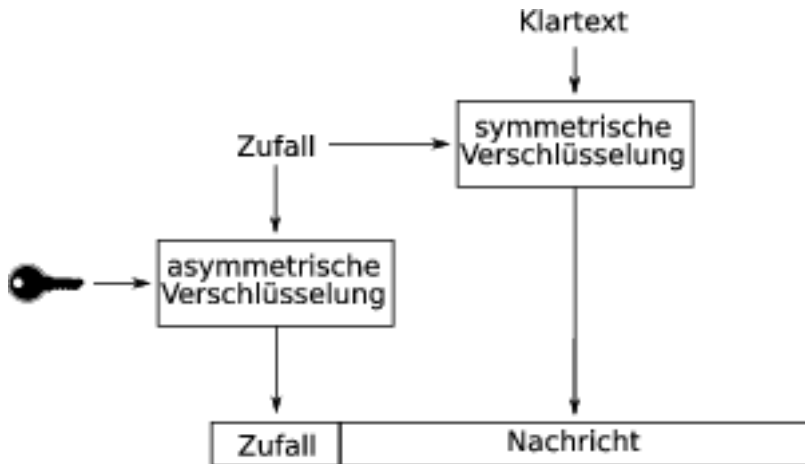 Klartext
symmetrische
Verschlüsselung
Zufall
asymmetrische
Verschlüsselung
Zufall
Nachricht